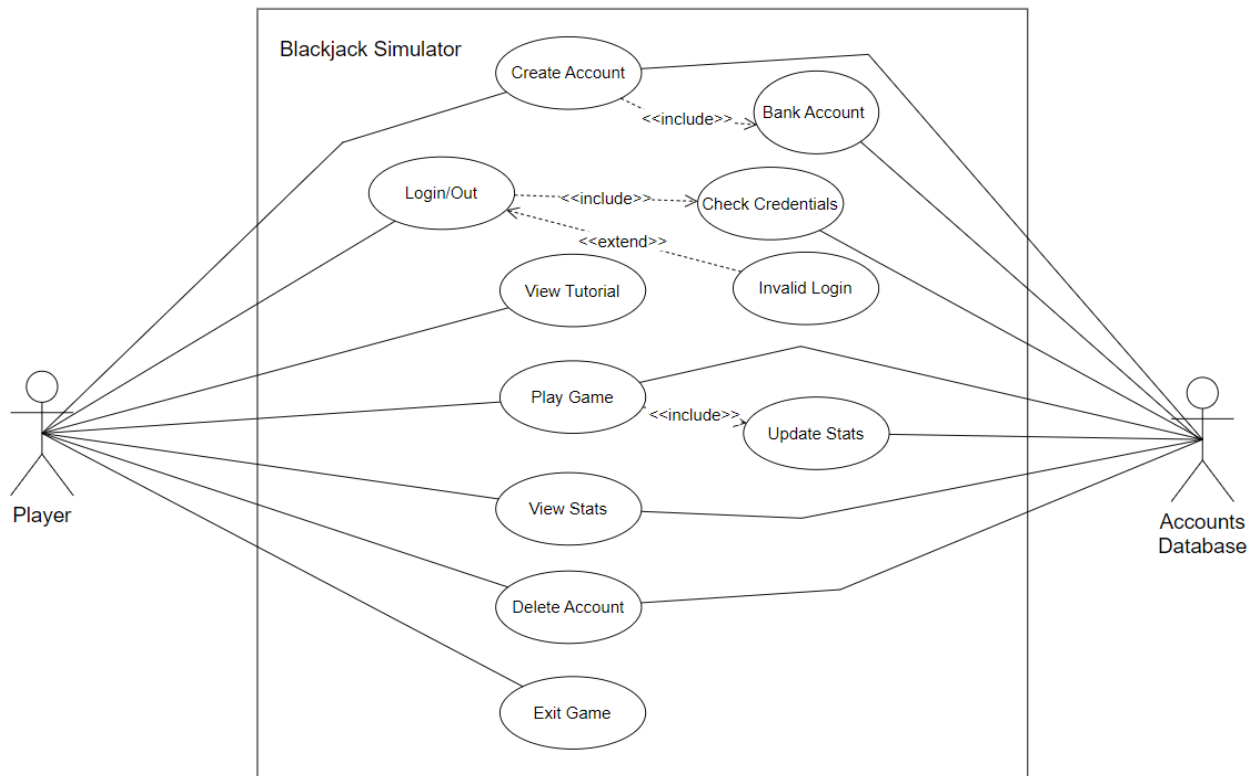 Blackjack Simulator
Create Account
<<include>>
Bank Account
Login/Out
<<include>>
Check Credentials
<<extend>>
Invalid Login
View Tutorial
Play Game
<<include>>
Update Stats
View Stats
Player
Accounts
Database
Delete Account
Exit Game